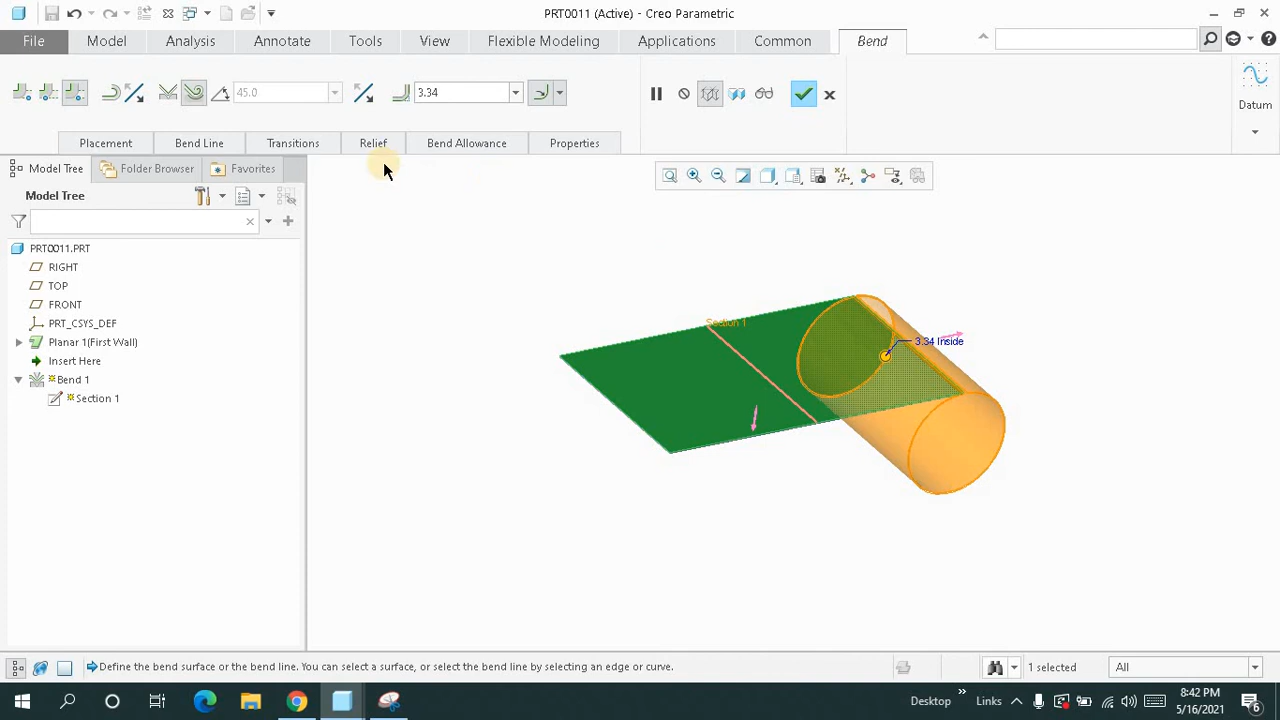 PRT0011 (Active) - Creo Parametric
File Model Analysis Annotate Tools View Flexible Modeling Applications Common Bend
45.0 3.34
Datum
Placement Bend Line Transitions Relief Bend Allowance Properties
Model Tree Folder Browser Favorites
Model Tree
PRT0011.PRT
RIGHT
TOP
FRONT
PRT_CSYS_DEF
Planar 1(First Wall)
Insert Here
Bend 1
Section 1
Section 1
3.34 Inside
Define the bend surface or the bend line. You can select a surface, or select the bend line by selecting an edge or curve.
1 selected
All
Desktop
Links
8:42 PM
5/16/2021
6